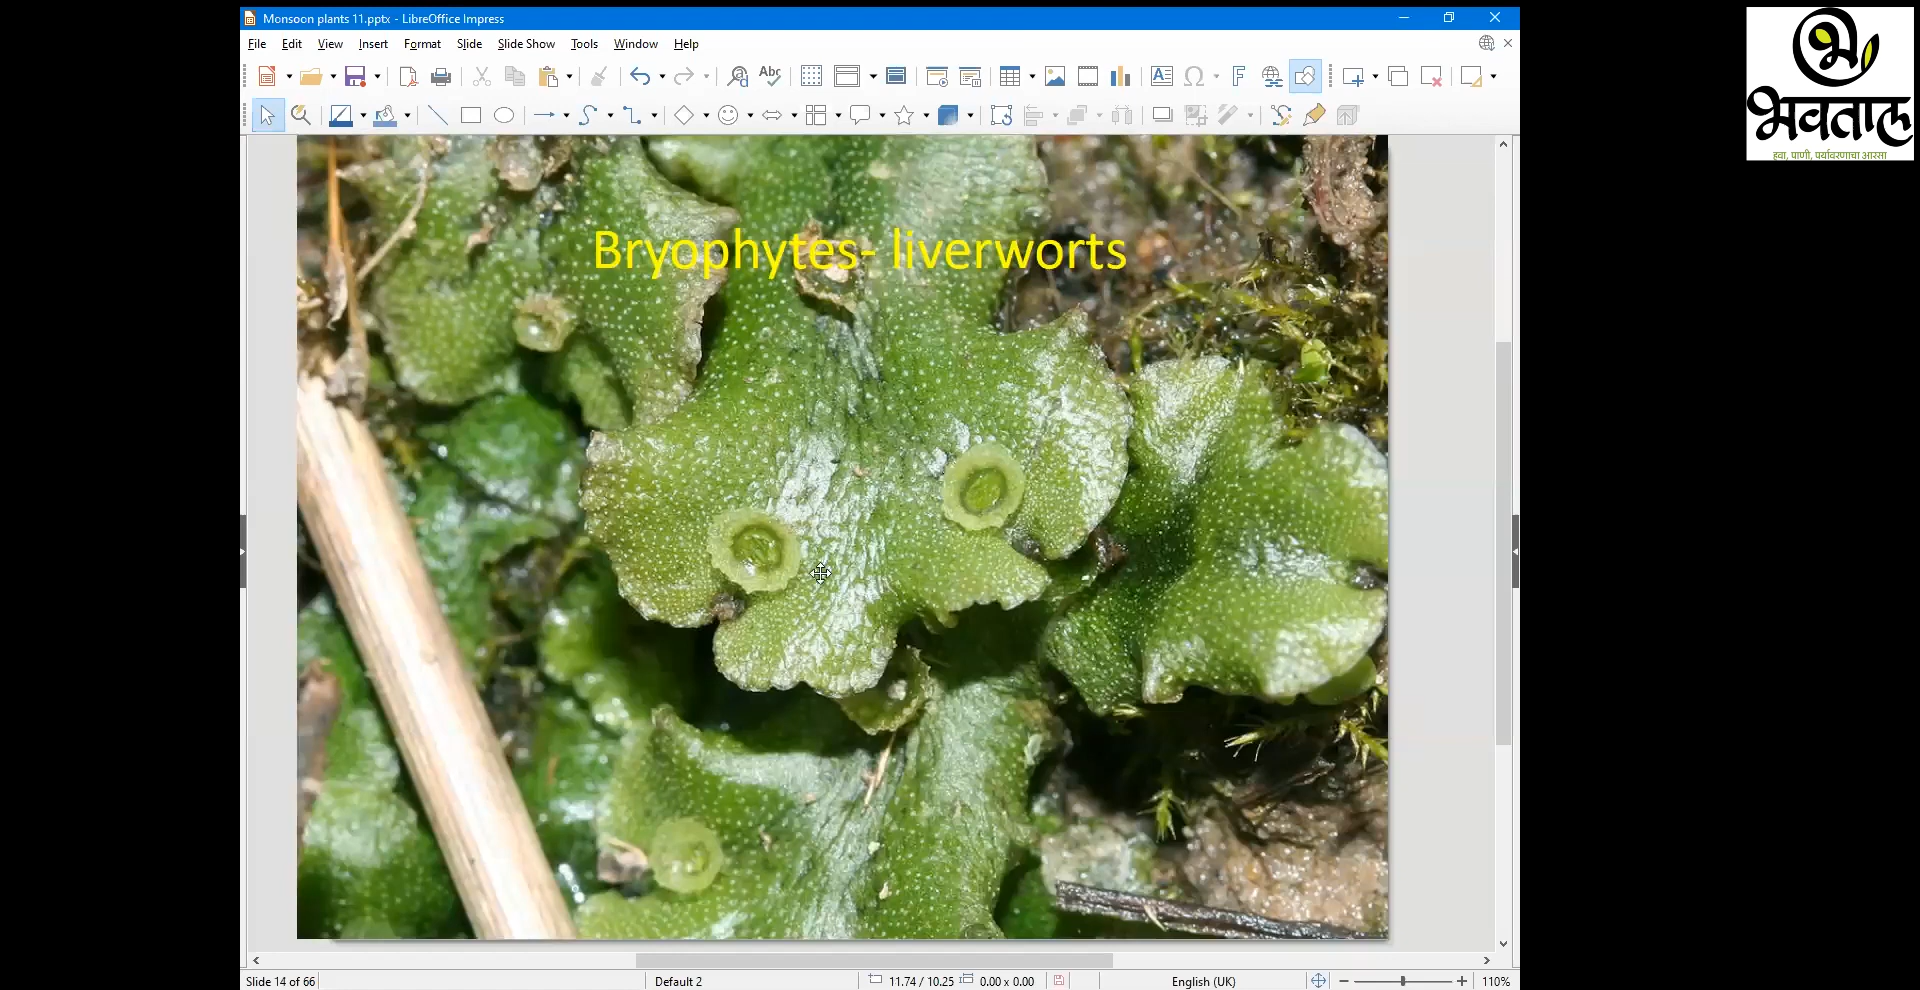 Monsoon plants 11.pptx - LibreOffice Impress
File Edit View Insert Format Slide Slide Show Tools Window Help
Abc
Bryophytes- liverworts
Slide 14 of 66 Default 2 11.74 / 10.25 0.00 x 0.00 English (UK) 110%
भ
भवताल
हवा, पाणी, पर्यावरणाचा आरसा